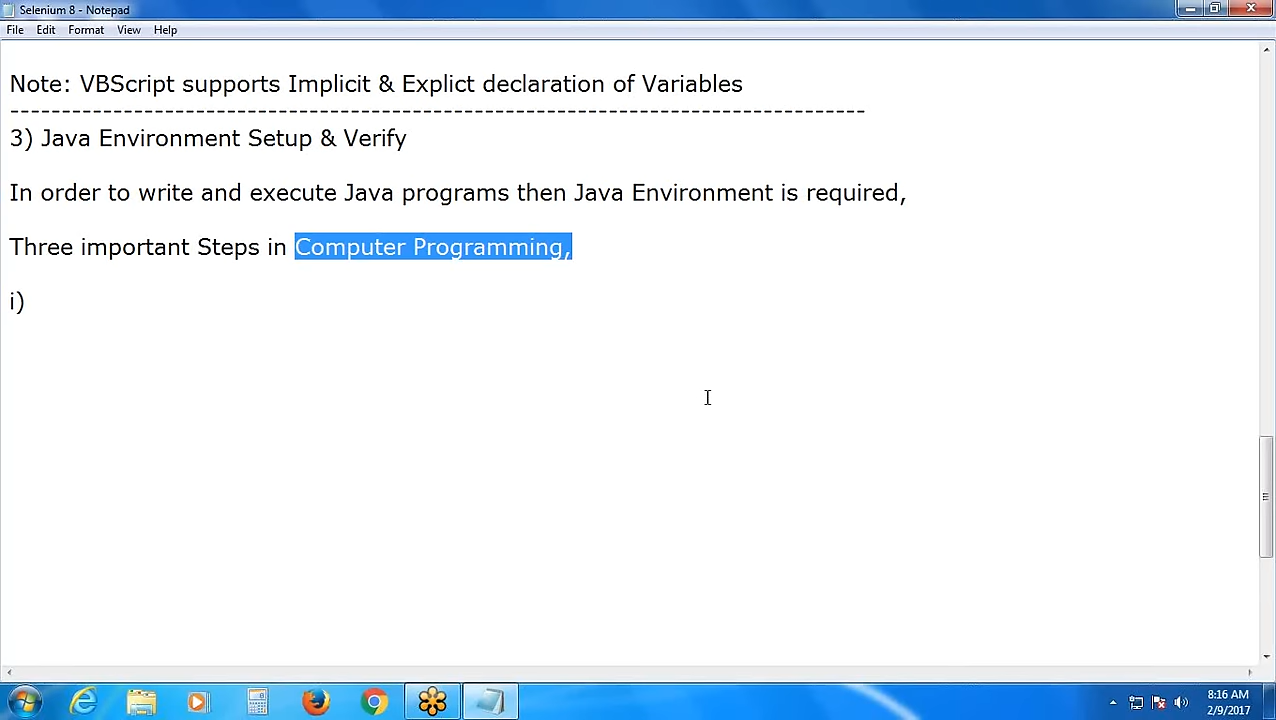 Selenium 8 - Notepad
File Edit Format View Help
Note: VBScript supports Implicit & Explict declaration of Variables
-----------------------------------------------------------------------------------
3) Java Environment Setup & Verify
In order to write and execute Java programs then Java Environment is required,
Three important Steps in Computer Programming,
i)
8:16 AM
2/9/2017